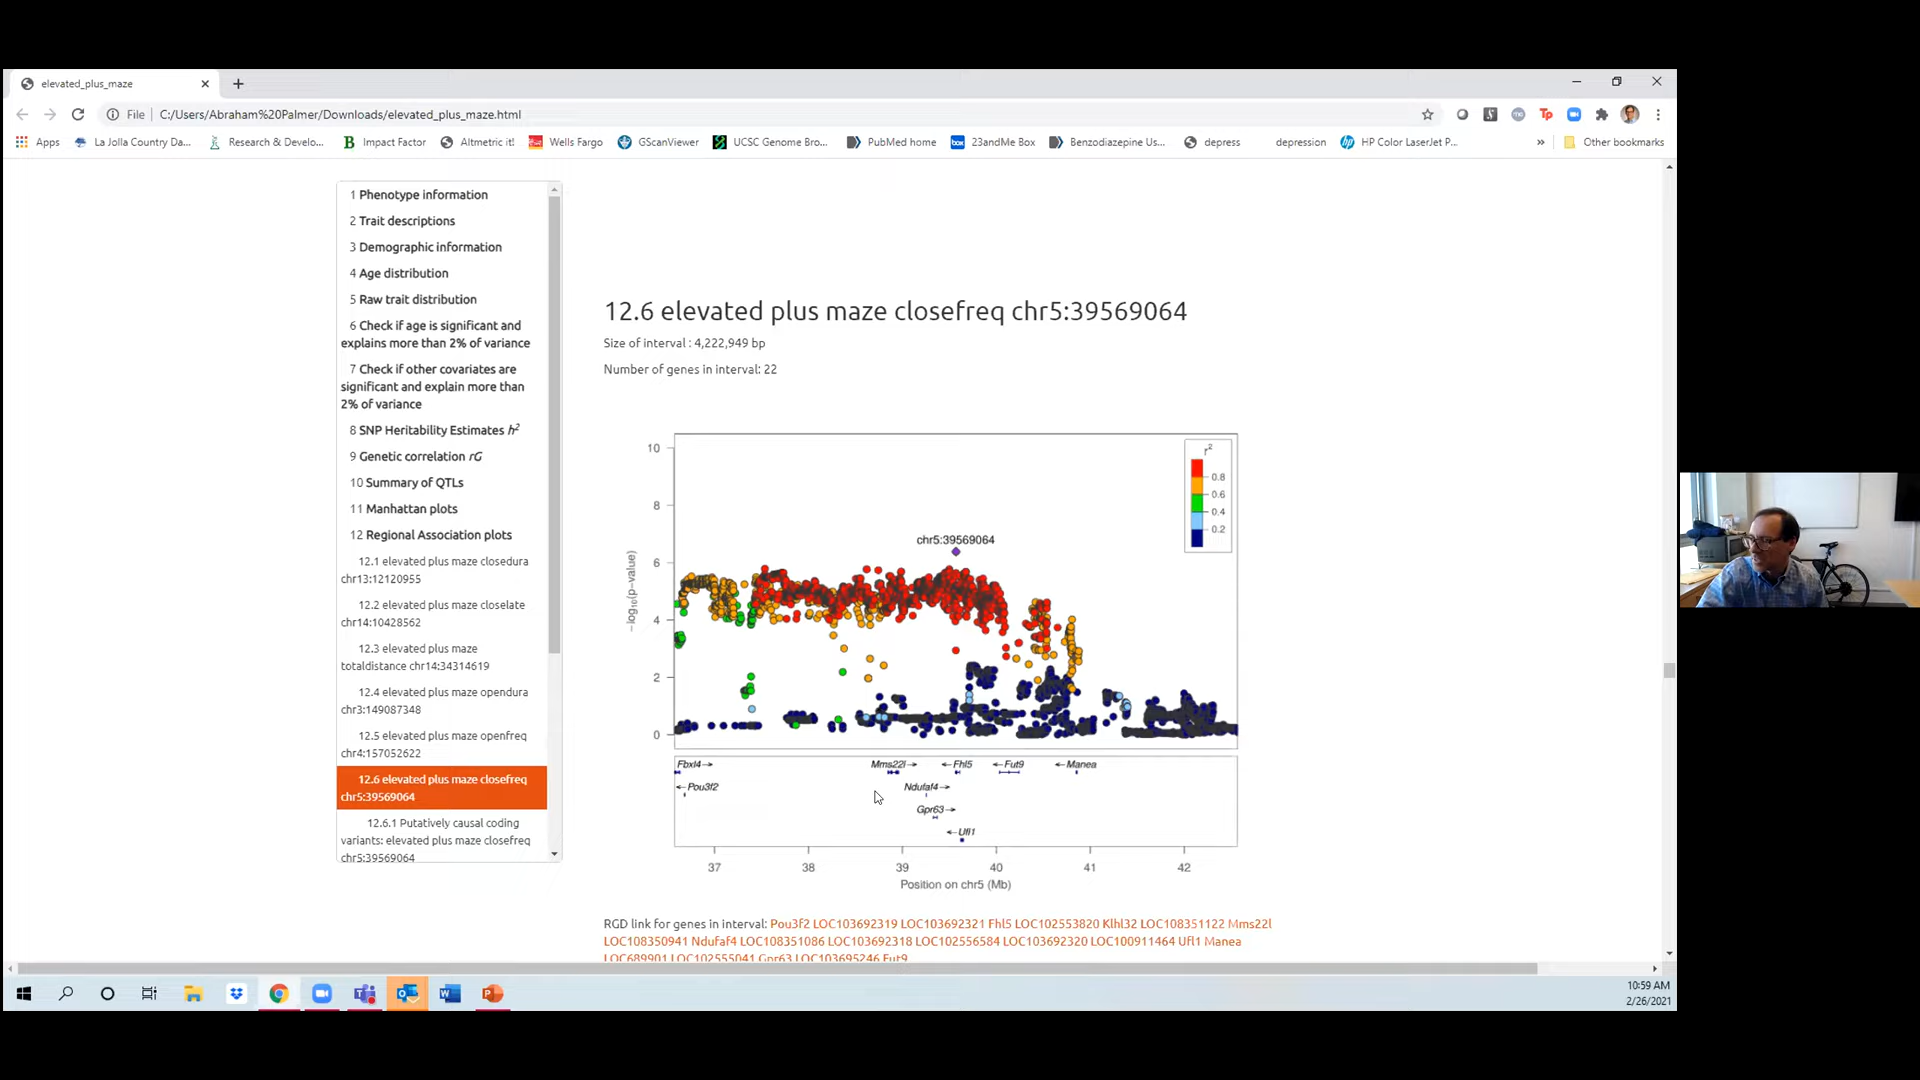 elevated_plus_maze
File C:/Users/Abraham%20Palmer/Downloads/elevated_plus_maze.html
Apps La Jolla Country Da... Research & Develo... Impact Factor Altmetric it! Wells Fargo GScanViewer UCSC Genome Bro... PubMed home 23andMe Box Benzodiazepine Us... depress depression HP Color LaserJet P... » Other bookmarks
1 Phenotype information
2 Trait descriptions
3 Demographic information
4 Age distribution
5 Raw trait distribution
6 Check if age is significant and
explains more than 2% of variance
7 Check if other covariates are
significant and explain more than
2% of variance
8 SNP Heritability Estimates h²
9 Genetic correlation rG
10 Summary of QTLs
11 Manhattan plots
12 Regional Association plots
12.1 elevated plus maze closedura
chr13:12120955
12.2 elevated plus maze closelate
chr14:10428562
12.3 elevated plus maze
totaldistance chr14:34314619
12.4 elevated plus maze opendura
chr3:149087348
12.5 elevated plus maze openfreq
chr4:157052622
12.6 elevated plus maze closefreq
chr5:39569064
12.6.1 Putatively causal coding
variants: elevated plus maze closefreq
chr5:39569064
12.6 elevated plus maze closefreq chr5:39569064
Size of interval : 4,222,949 bp
Number of genes in interval: 22
r²
0.8
0.6
0.4
0.2
chr5:39569064
10
8
6
4
2
0
−log10(p-value)
Fbxl4→ Mms22l→ ←Fhl5 ←Fut9 ←Manea
←Pou3f2 Ndufaf4→
Gpr63→
←Ufl1
37 38 39 40 41 42
Position on chr5 (Mb)
RGD link for genes in interval: Pou3f2 LOC103692319 LOC103692321 Fhl5 LOC102553820 Klhl32 LOC108351122 Mms22l
LOC108350941 Ndufaf4 LOC108351086 LOC103692318 LOC102556584 LOC103692320 LOC100911464 Ufl1 Manea
LOC689901 LOC102555041 Gpr63 LOC103695246 Fut9
10:59 AM
2/26/2021